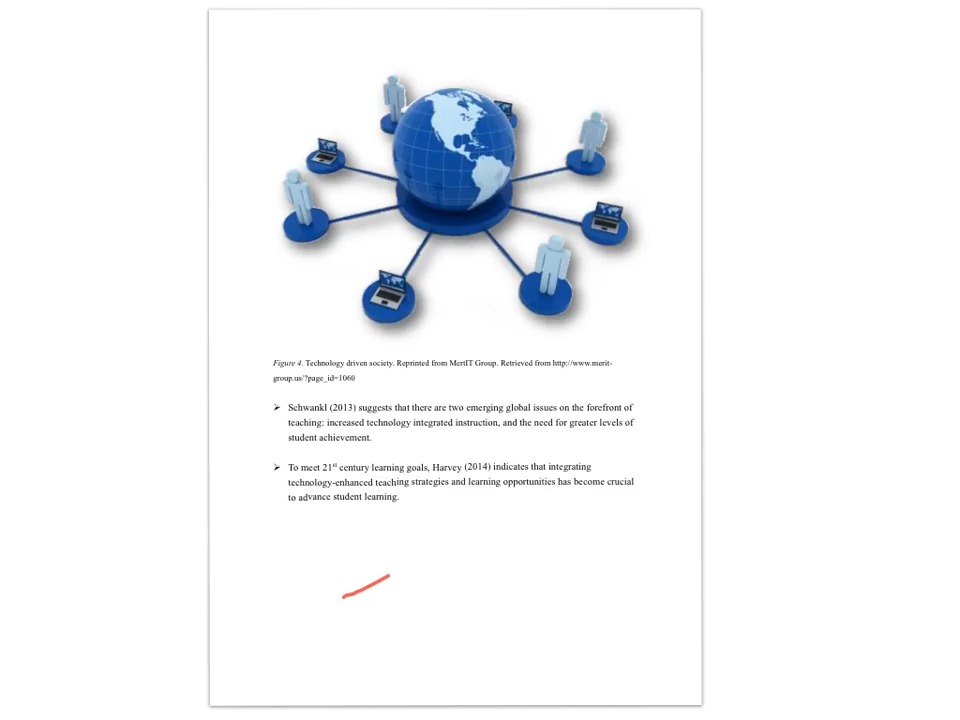 Figure 4. Technology driven society. Reprinted from MertIT Group. Retrieved from http://www.merit-
group.us/?page_id=1060
➢ Schwankl (2013) suggests that there are two emerging global issues on the forefront of
teaching: increased technology integrated instruction, and the need for greater levels of
student achievement.
➢ To meet 21st century learning goals, Harvey (2014) indicates that integrating
technology-enhanced teaching strategies and learning opportunities has become crucial
to advance student learning.